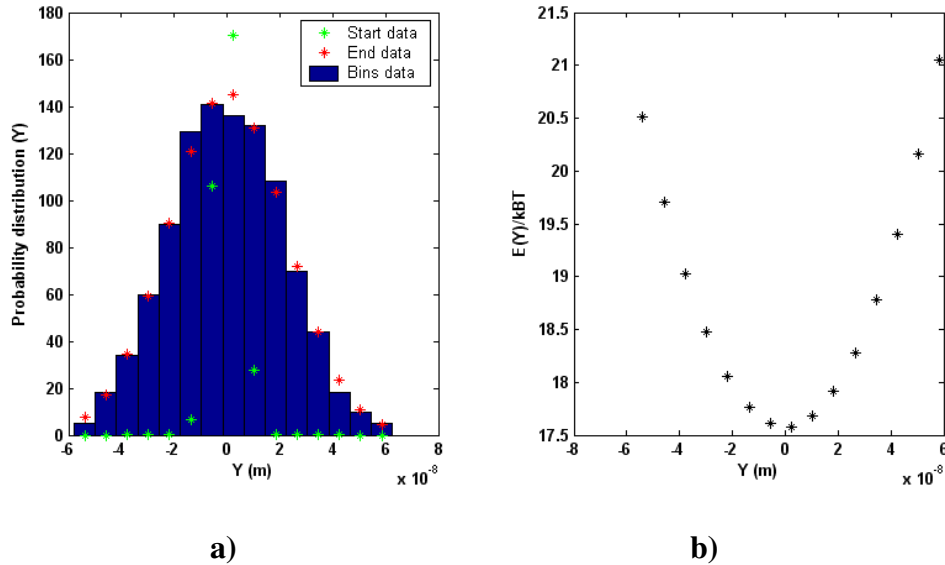 180
160
140
120
100
80
60
40
20
0
Probability distribution (Y)
Start data
End data
Bins data
-6 -4 -2 0 2 4 6 8
Y (m)
x 10-8
a)
21.5
21
20.5
20
19.5
19
18.5
18
17.5
E(Y)/kBT
-8 -6 -4 -2 0 2 4 6
Y (m)
x 10-8
b)